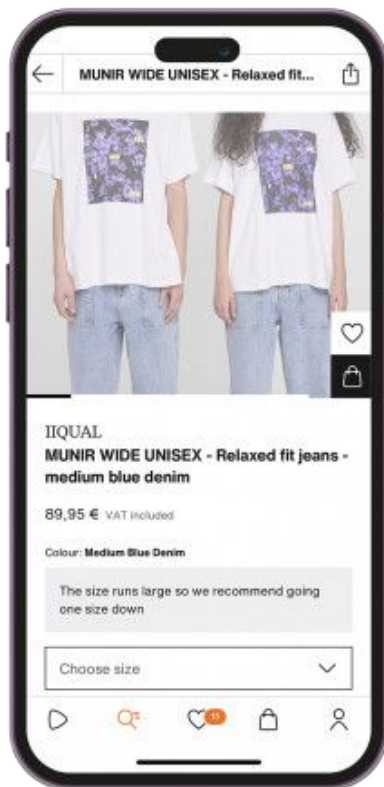 MUNIR WIDE UNISEX - Relaxed fit...
IIQUAL
MUNIR WIDE UNISEX - Relaxed fit jeans -
medium blue denim
89,95 € VAT included
Colour: Medium Blue Denim
The size runs large so we recommend going
one size down
Choose size
11